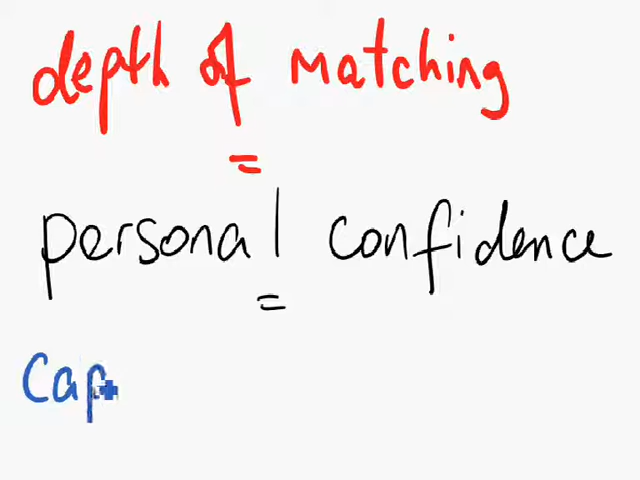 depth of matching
=
personal confidence
=
Cap